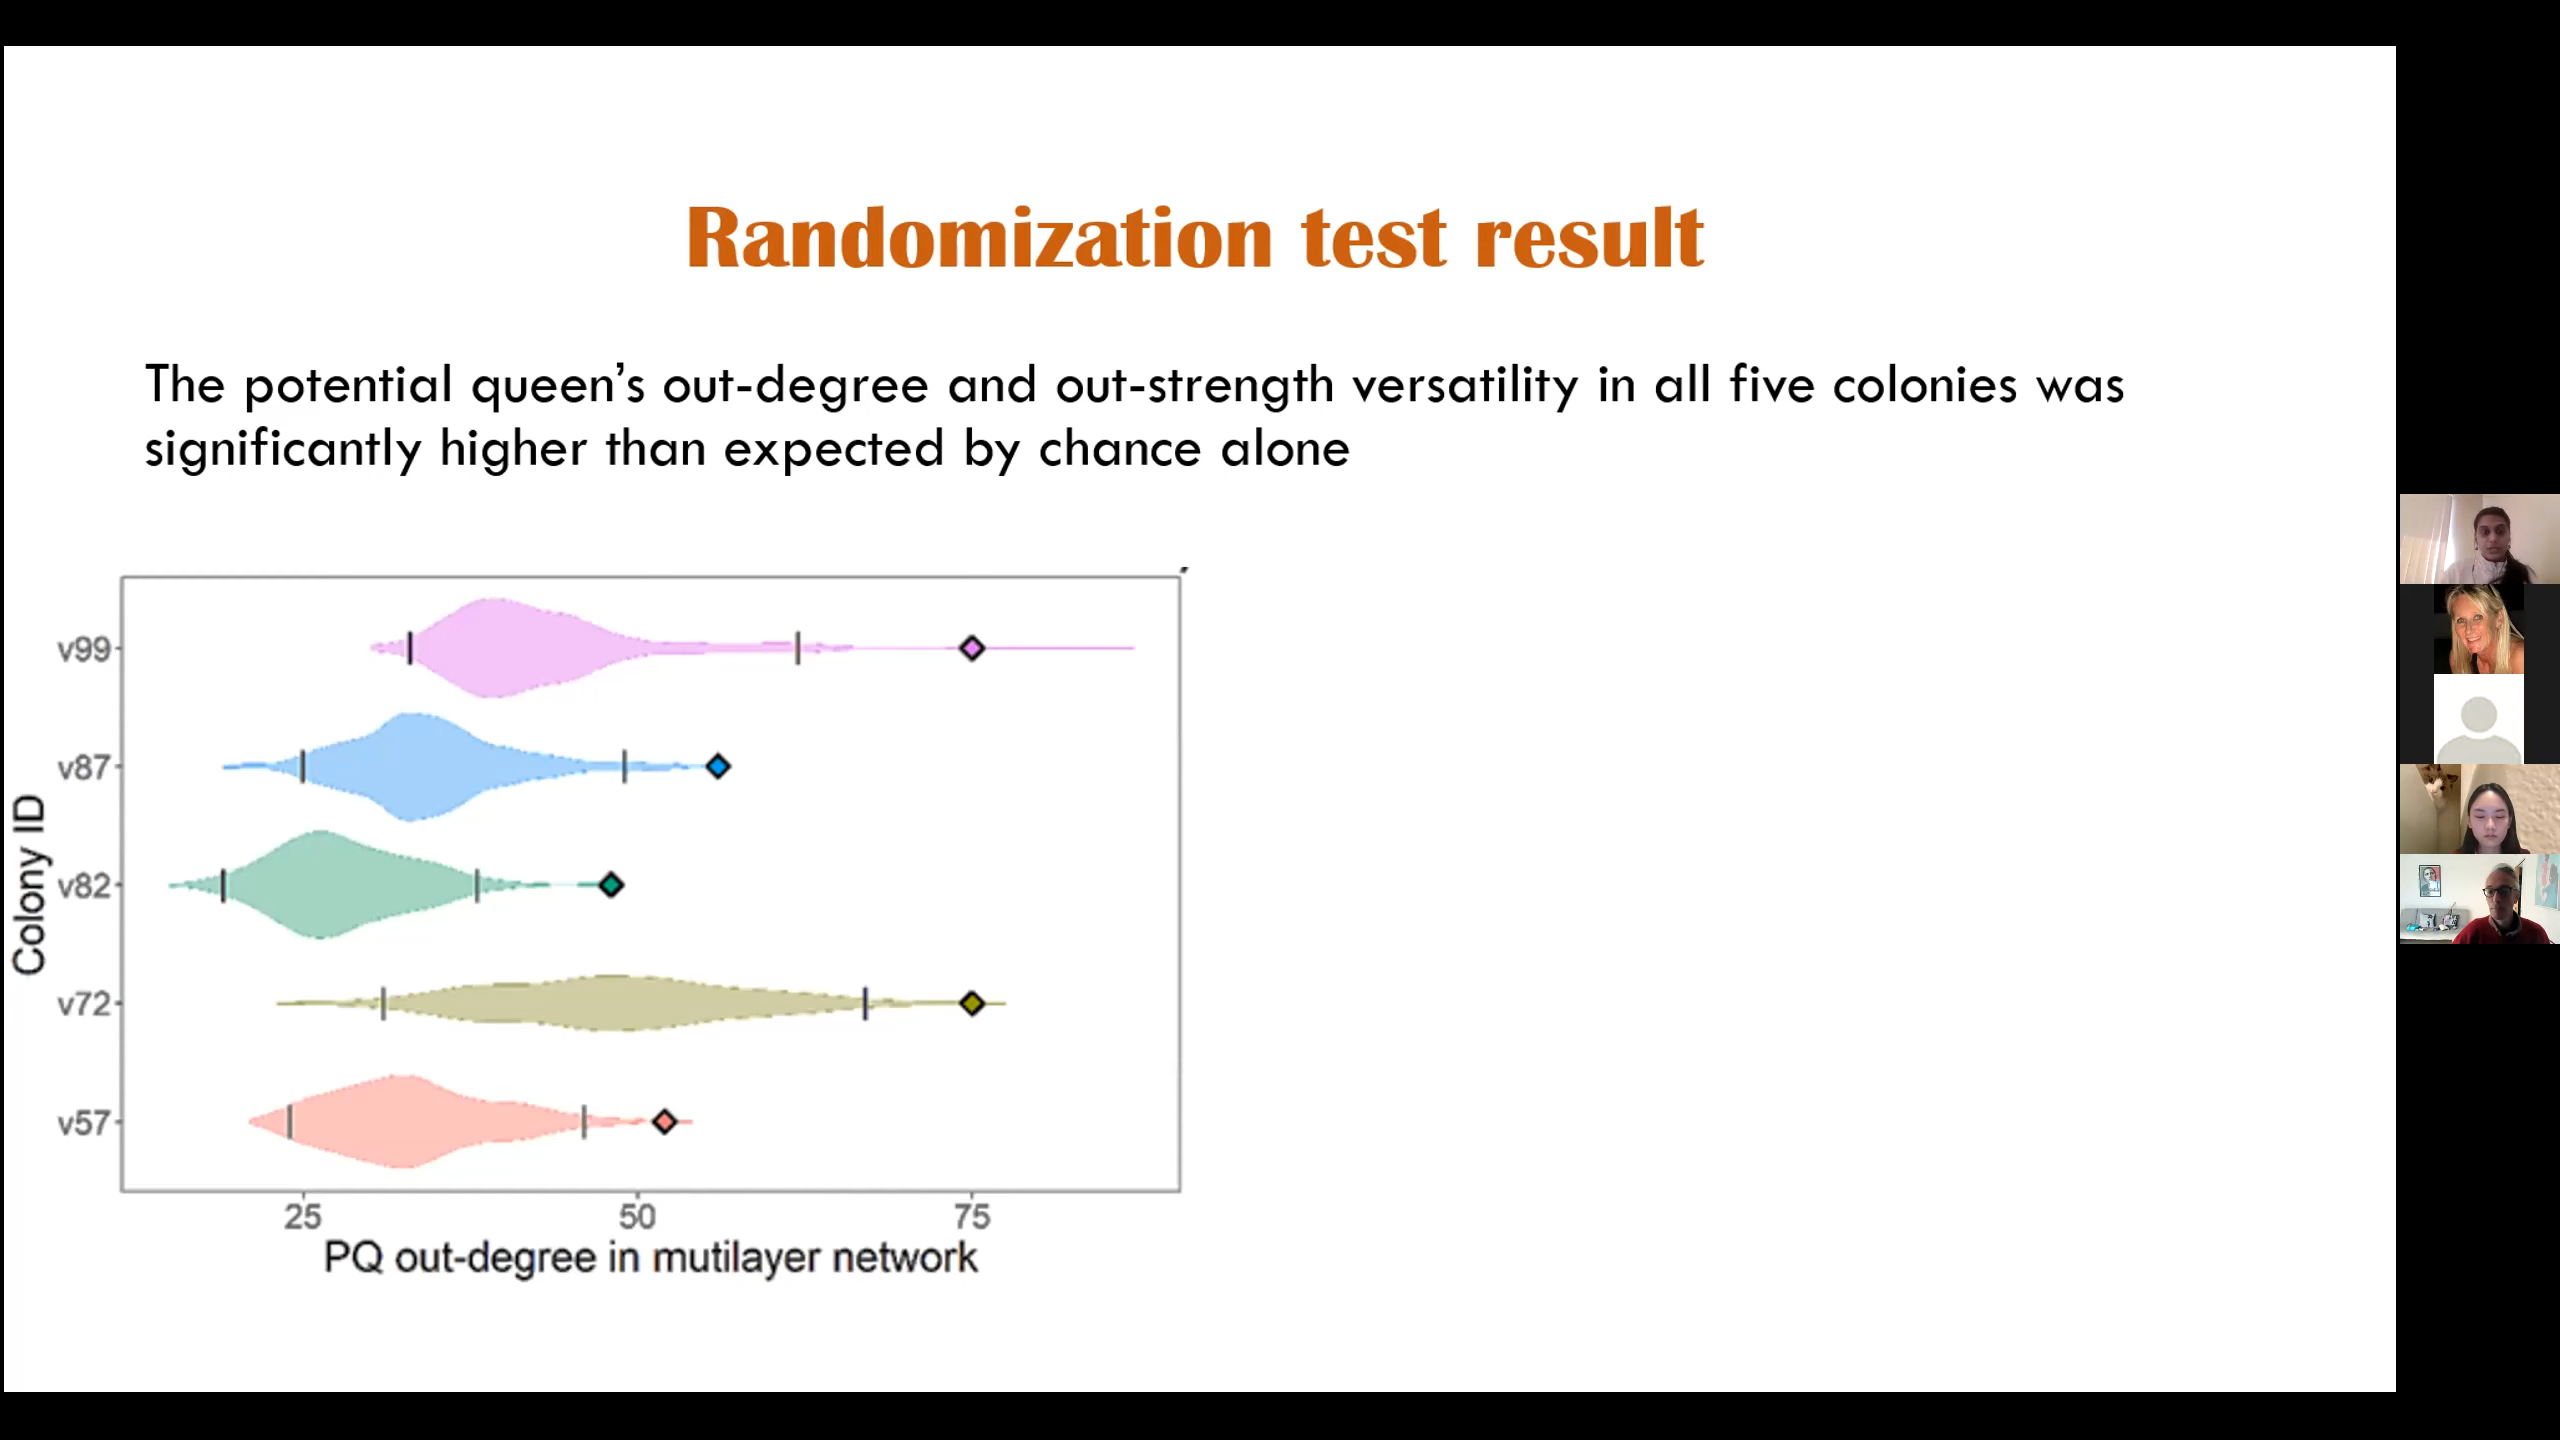 Randomization test result
The potential queen’s out-degree and out-strength versatility in all five colonies was
significantly higher than expected by chance alone
Colony ID
v99
v87
v82
v72
v57
25 50 75
PQ out-degree in mutilayer network